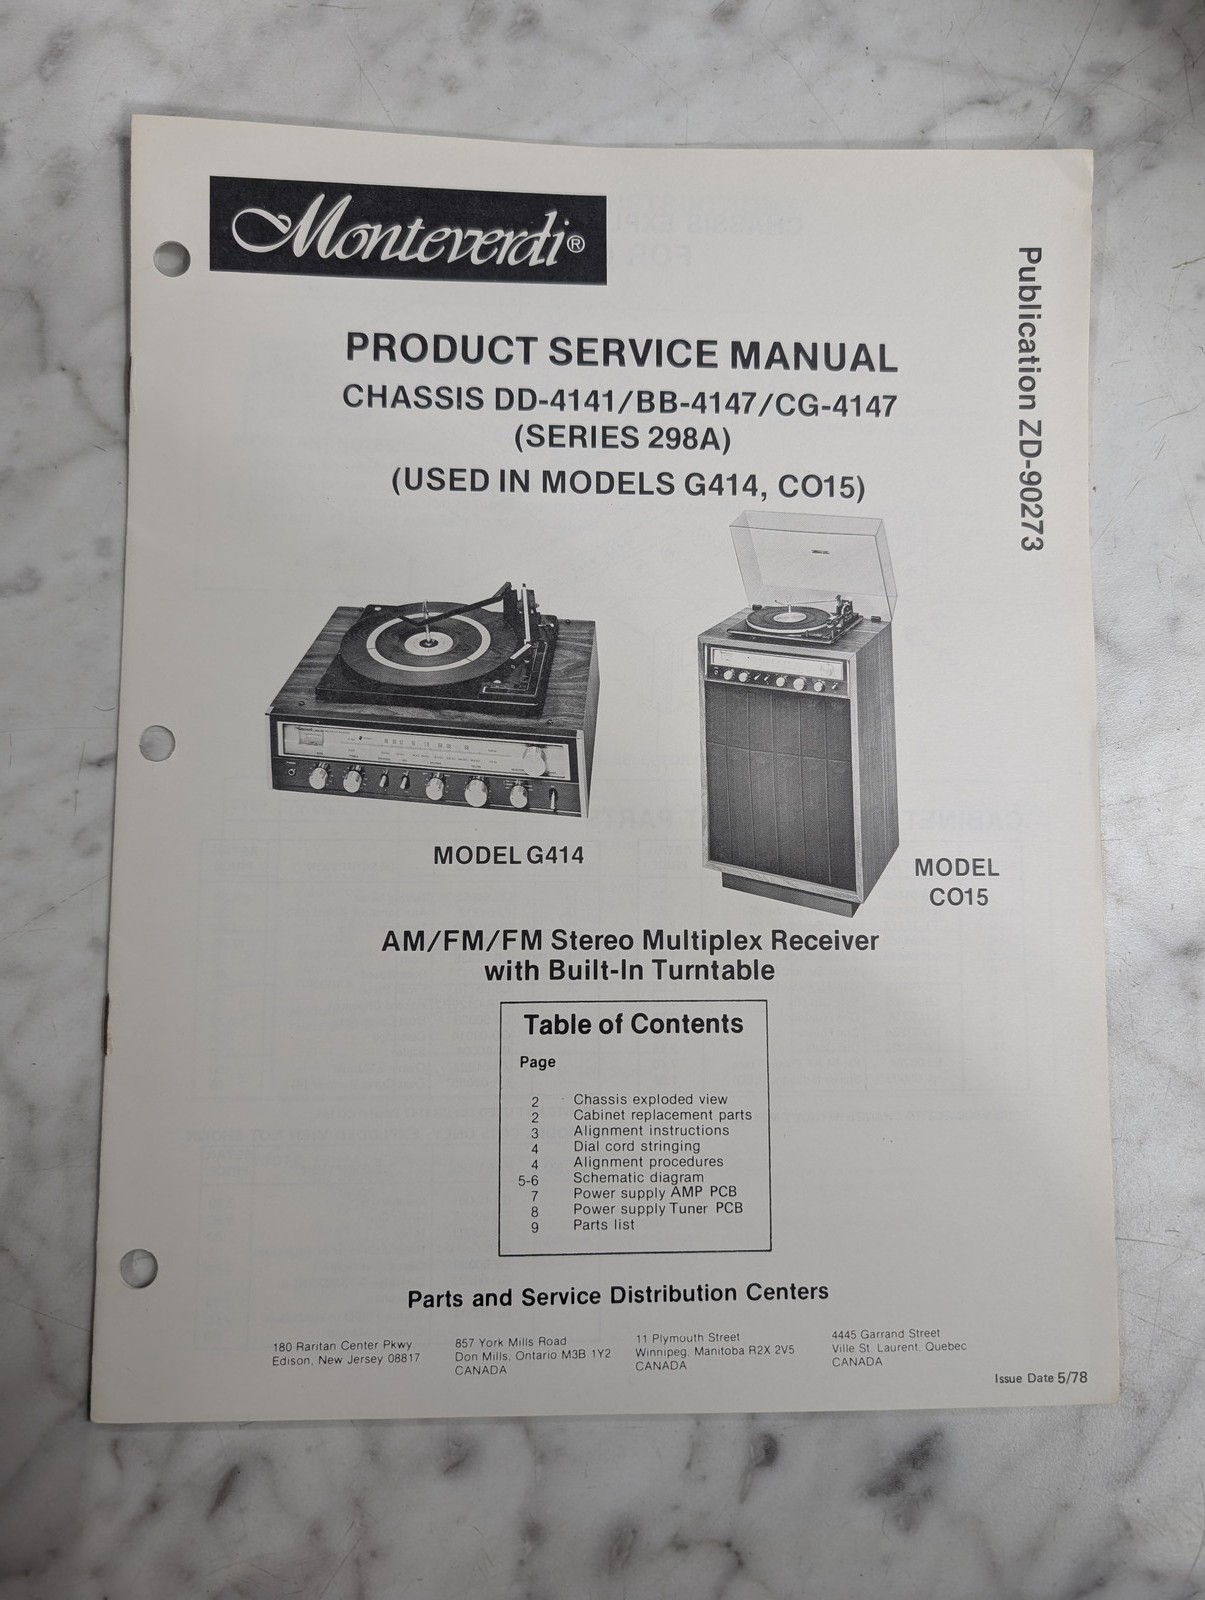 Monteverdi®
Publication ZD-90273
PRODUCT SERVICE MANUAL
CHASSIS DD-4141/BB-4147/CG-4147
(SERIES 298A)
(USED IN MODELS G414, CO15)
MODEL G414
MODEL
CO15
AM/FM/FM Stereo Multiplex Receiver
with Built-In Turntable
Table of Contents
Page
2 Chassis exploded view
2 Cabinet replacement parts
3 Alignment instructions
4 Dial cord stringing
4 Alignment procedures
5-6 Schematic diagram
7 Power supply AMP PCB
8 Power supply Tuner PCB
9 Parts list
Parts and Service Distribution Centers
180 Raritan Center Pkwy.
Edison, New Jersey 08817
857 York Mills Road
Don Mills, Ontario M3B 1Y2
CANADA
11 Plymouth Street
Winnipeg, Manitoba R2X 2V5
CANADA
4445 Garrand Street
Ville St. Laurent, Quebec
CANADA
Issue Date 5/78